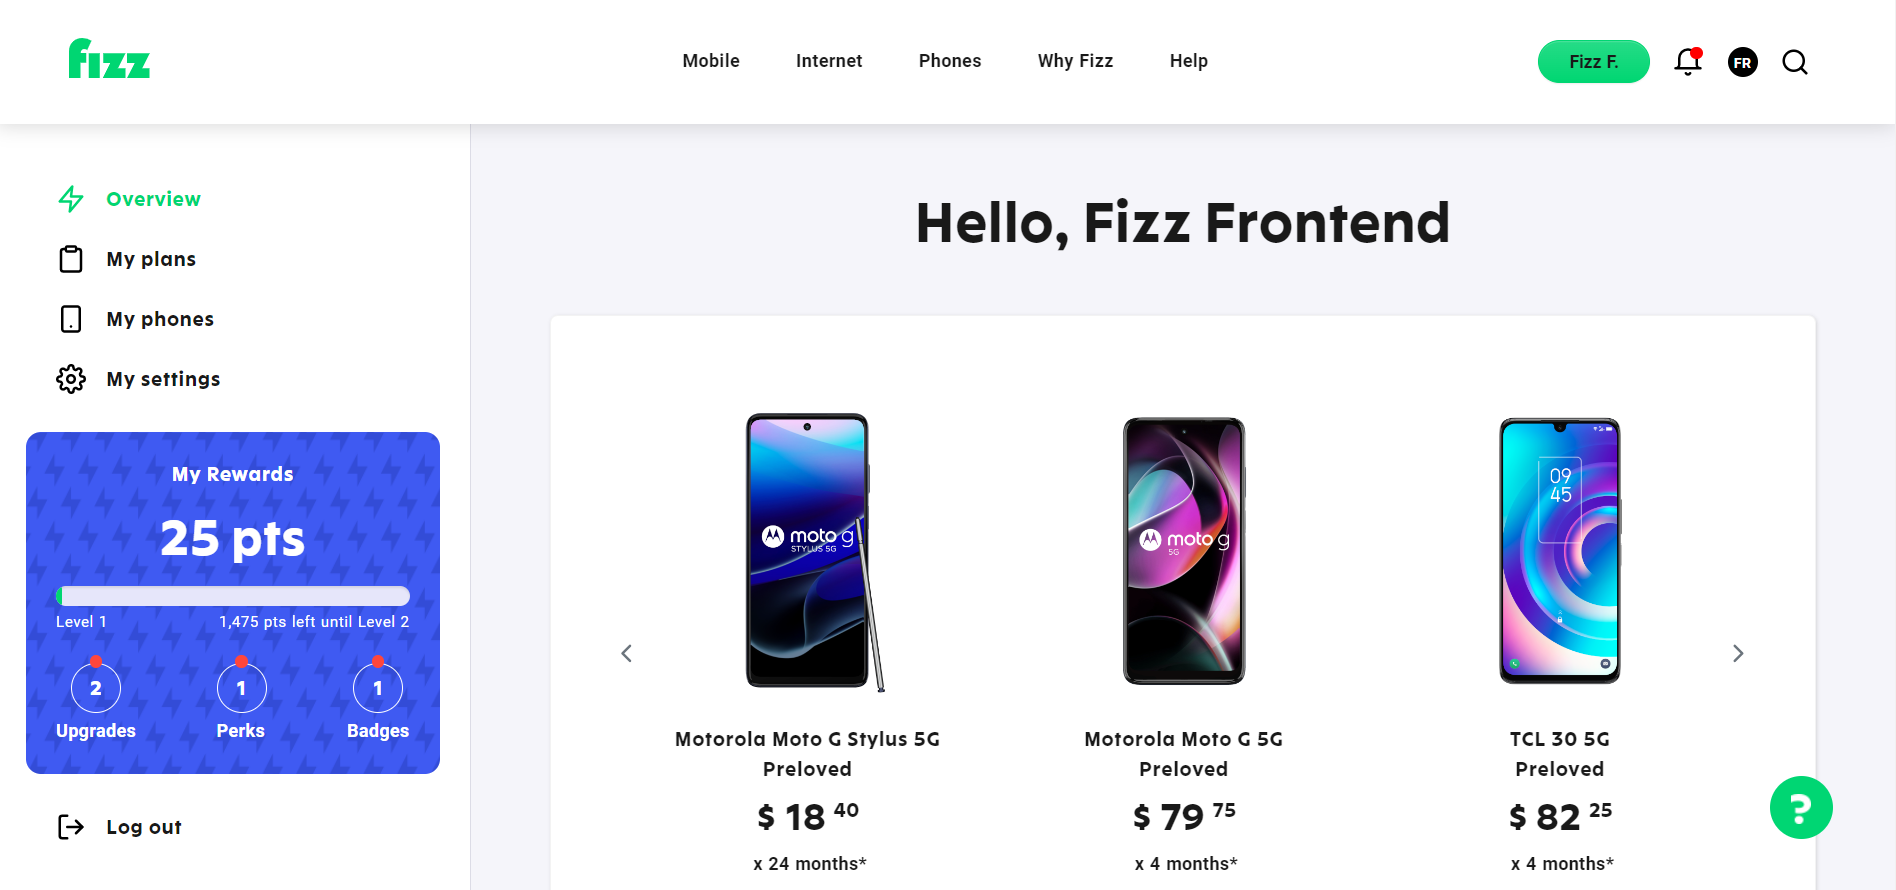 fizz
Mobile
Internet
Phones
Why Fizz
Help
Fizz F.
FR
Overview
My plans
My phones
My settings
My Rewards
25 pts
Level 1
1,475 pts left until Level 2
2
Upgrades
1
Perks
1
Badges
Log out
Hello, Fizz Frontend
moto g
STYLUS 5G
Motorola Moto G Stylus 5G
Preloved
$ 18 40
x 24 months*
moto g
5G
Motorola Moto G 5G
Preloved
$ 79 75
x 4 months*
09
45
TCL 30 5G
Preloved
$ 82 25
x 4 months*
?